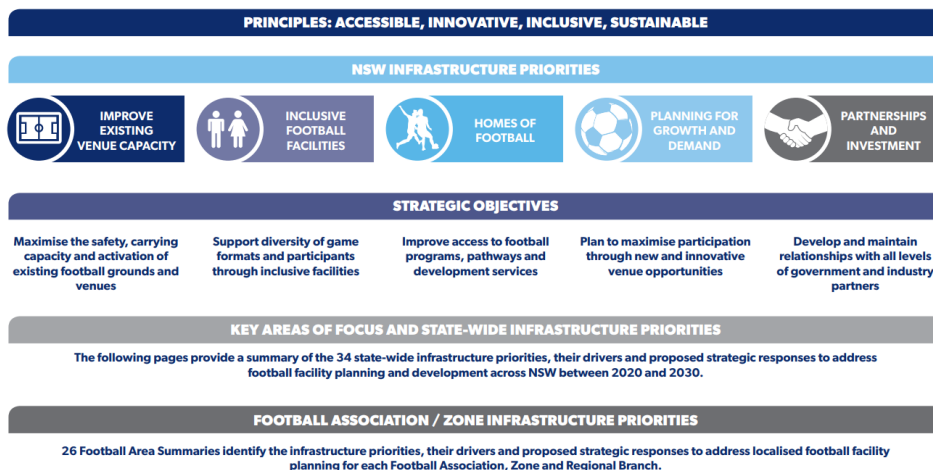 PRINCIPLES: ACCESSIBLE, INNOVATIVE, INCLUSIVE, SUSTAINABLE
NSW INFRASTRUCTURE PRIORITIES
IMPROVE
EXISTING
VENUE CAPACITY
INCLUSIVE
FOOTBALL
FACILITIES
HOMES OF
FOOTBALL
PLANNING FOR
GROWTH AND
DEMAND
PARTNERSHIPS
AND
INVESTMENT
STRATEGIC OBJECTIVES
Maximise the safety, carrying
capacity and activation of
existing football grounds and
venues
Support diversity of game
formats and participants
through inclusive facilities
Improve access to football
programs, pathways and
development services
Plan to maximise participation
through new and innovative
venue opportunities
Develop and maintain
relationships with all levels
of government and industry
partners
KEY AREAS OF FOCUS AND STATE-WIDE INFRASTRUCTURE PRIORITIES
The following pages provide a summary of the 34 state-wide infrastructure priorities, their drivers and proposed strategic responses to address
football facility planning and development across NSW between 2020 and 2030.
FOOTBALL ASSOCIATION / ZONE INFRASTRUCTURE PRIORITIES
26 Football Area Summaries identify the infrastructure priorities, their drivers and proposed strategic responses to address localised football facility
planning for each Football Association, Zone and Regional Branch.